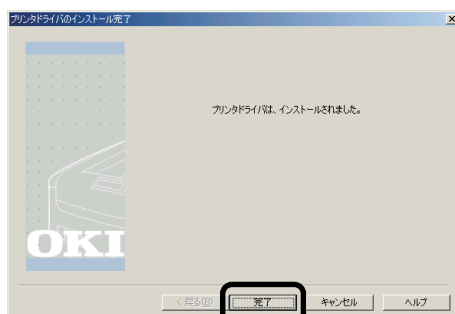 プリンタドライバのインストール完了
プリンタドライバは、インストールされました。
OKI
< 戻る(B)
完了
キャンセル
ヘルプ